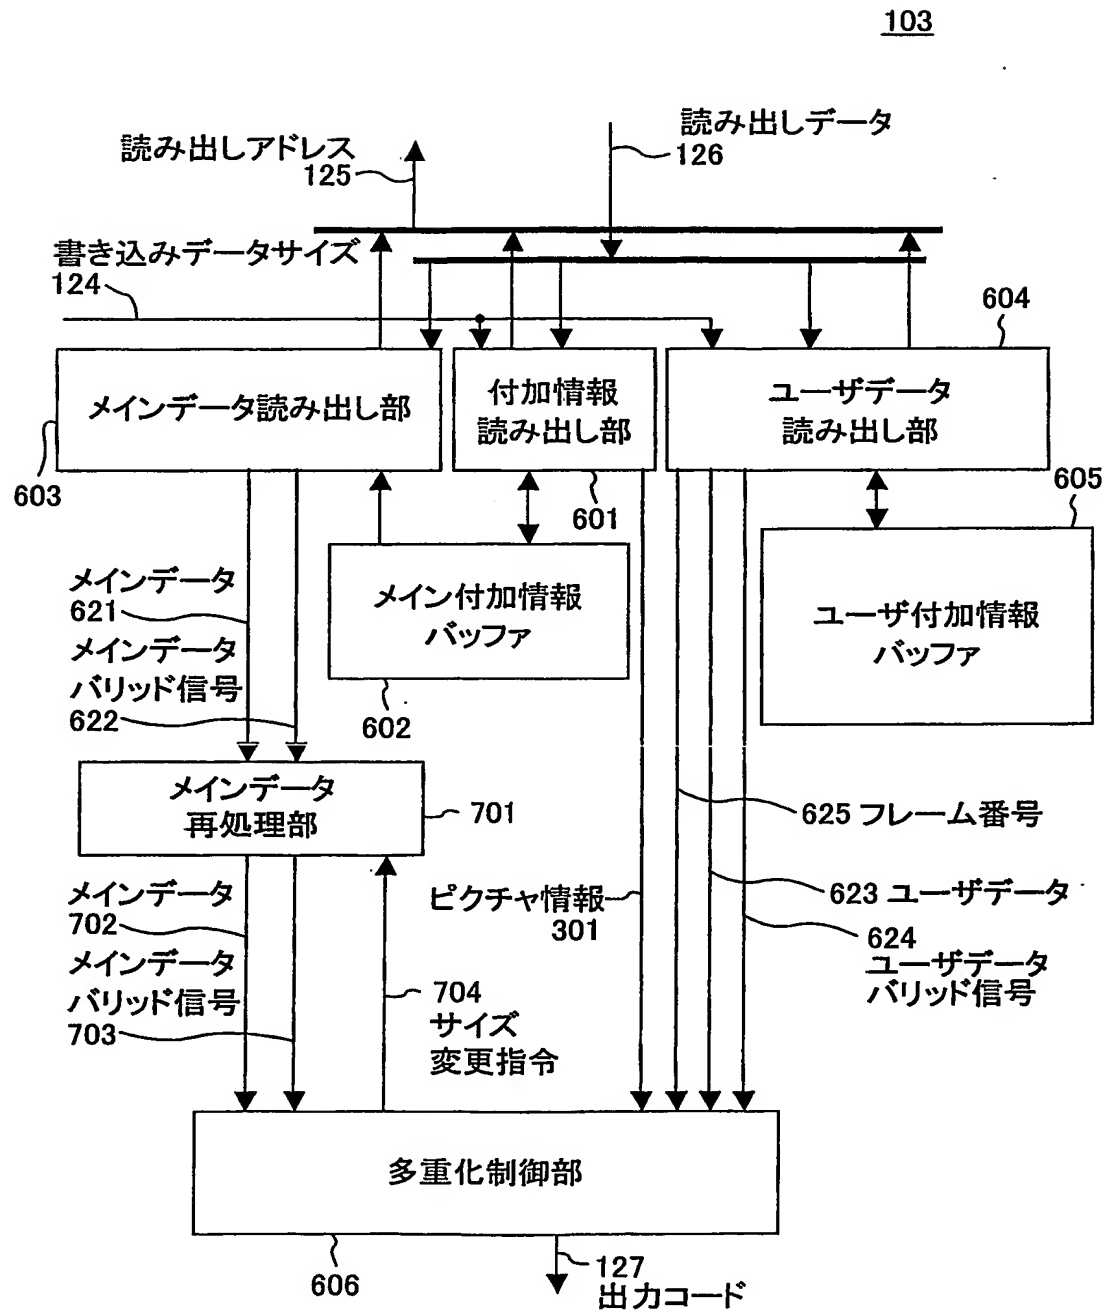 103
読み出しデータ
126
読み出しアドレス
125
書き込みデータサイズ
124
604
メインデータ読み出し部
付加情報
読み出し部
ユーザデータ
読み出し部
603
601
605
メイン付加情報
バッファ
602
ユーザ付加情報
バッファ
メインデータ
621
メインデータ
バリッド信号
622
メインデータ
再処理部
701
625 フレーム番号
メインデータ
702
メインデータ
バリッド信号
703
704
サイズ
変更指令
ピクチャ情報
301
623 ユーザデータ
624
ユーザデータ
バリッド信号
多重化制御部
606
127
出力コード